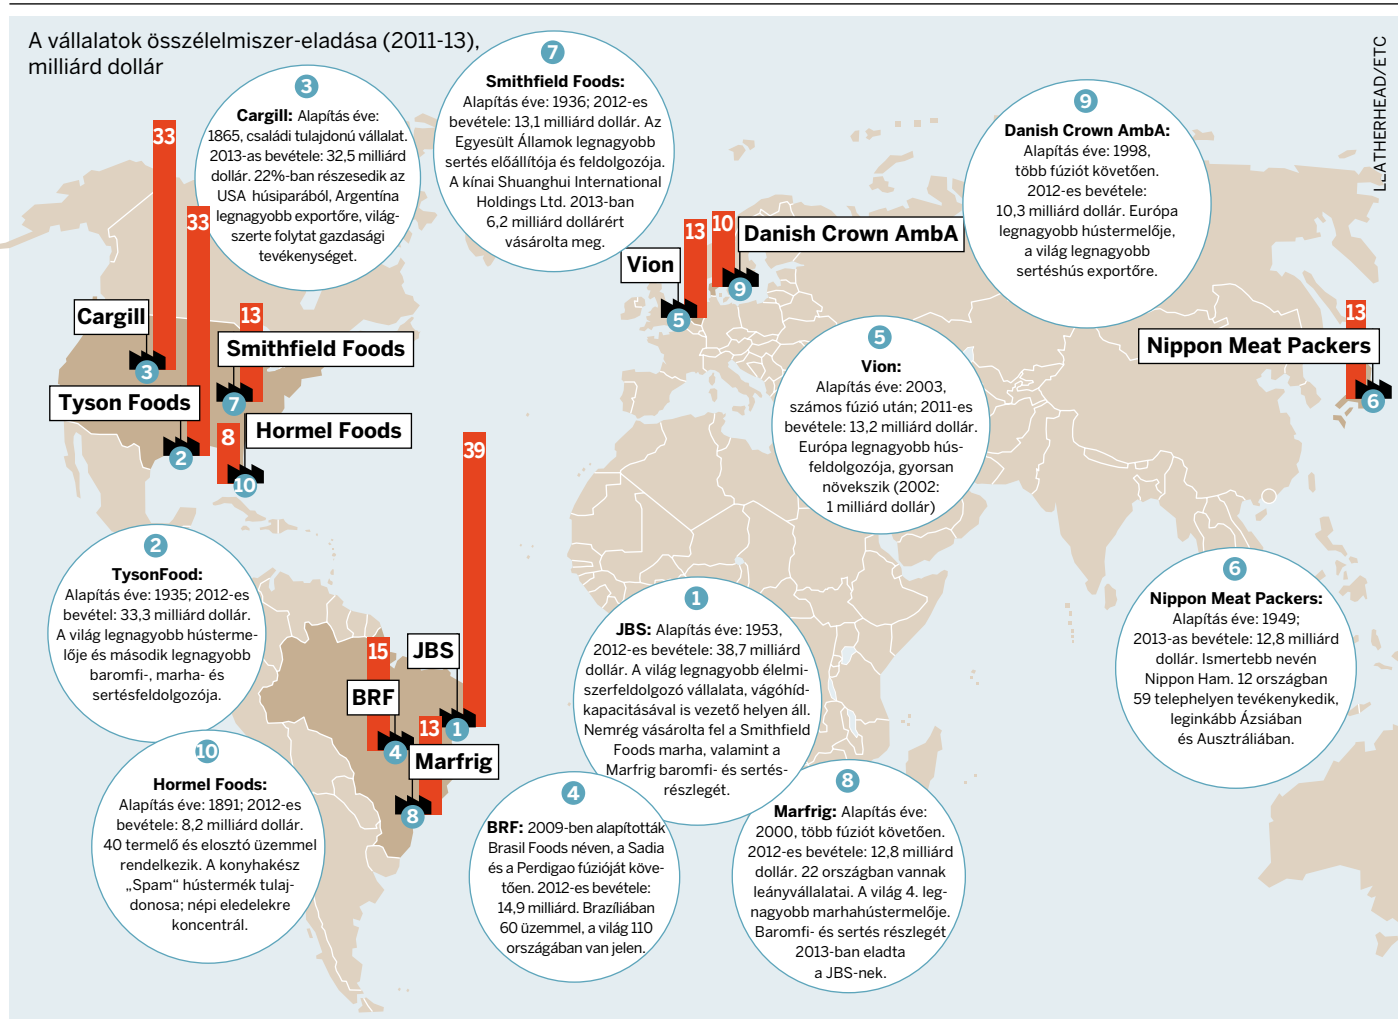 A vállalatok összélelmiszer-eladása (2011-13),
milliárd dollár
LEATHERHEAD/ETC
3
Cargill: Alapítás éve:
1865, családi tulajdonú vállalat.
2013-as bevétele: 32,5 milliárd
dollár. 22%-ban részesedik az
USA húsiparából, Argentína
legnagyobb exportőre, világ-
szerte folytat gazdasági
tevékenységet.
7
Smithfield Foods:
Alapítás éve: 1936; 2012-es
bevétele: 13,1 milliárd dollár. Az
Egyesült Államok legnagyobb
sertés előállítója és feldolgozója.
A kínai Shuanghui International
Holdings Ltd. 2013-ban
6,2 milliárd dollárért
vásárolta meg.
9
Danish Crown AmbA:
Alapítás éve: 1998,
több fúziót követően.
2012-es bevétele:
10,3 milliárd dollár. Európa
legnagyobb hústermelője,
a világ legnagyobb
sertéshús exportőre.
33
Cargill
3
33
Tyson Foods
2
13
Smithfield Foods
7
8
Hormel Foods
10
13
Vion
5
10
Danish Crown AmbA
9
13
Nippon Meat Packers
6
5
Vion:
Alapítás éve: 2003,
számos fúzió után; 2011-es
bevétele: 13,2 milliárd dollár.
Európa legnagyobb hús-
feldolgozója, gyorsan
növekszik (2002:
1 milliárd dollár)
39
JBS
1
15
BRF
4
13
Marfrig
8
2
TysonFood:
Alapítás éve: 1935; 2012-es
bevétel: 33,3 milliárd dollár.
A világ legnagyobb hústerme-
lője és második legnagyobb
baromfi-, marha- és
sertésfeldolgozója.
1
JBS: Alapítás éve: 1953,
2012-es bevétele: 38,7 milliárd
dollár. A világ legnagyobb élelmi-
szerfeldolgozó vállalata, vágóhíd-
kapacitásával is vezető helyen áll.
Nemrég vásárolta fel a Smithfield
Foods marha, valamint a
Marfrig baromfi- és sertés-
részlegét.
6
Nippon Meat Packers:
Alapítás éve: 1949;
2013-as bevétele: 12,8 milliárd
dollár. Ismertebb nevén
Nippon Ham. 12 országban
59 telephelyen tevékenykedik,
leginkább Ázsiában
és Ausztráliában.
10
Hormel Foods:
Alapítás éve: 1891; 2012-es
bevétele: 8,2 milliárd dollár.
40 termelő és elosztó üzemmel
rendelkezik. A konyhakész
„Spam“ hústermék tulaj-
donosa; népi eledelekre
koncentrál.
4
BRF: 2009-ben alapították
Brasil Foods néven, a Sadia
és a Perdigao fúzióját köve-
tően. 2012-es bevétele:
14,9 milliárd. Brazíliában
60 üzemmel, a világ 110
országában van jelen.
8
Marfrig: Alapítás éve:
2000, több fúziót követően.
2012-es bevétele: 12,8 milliárd
dollár. 22 országban vannak
leányvállalatai. A világ 4. leg-
nagyobb marhahústermelője.
Baromfi- és sertés részlegét
2013-ban eladta
a JBS-nek.